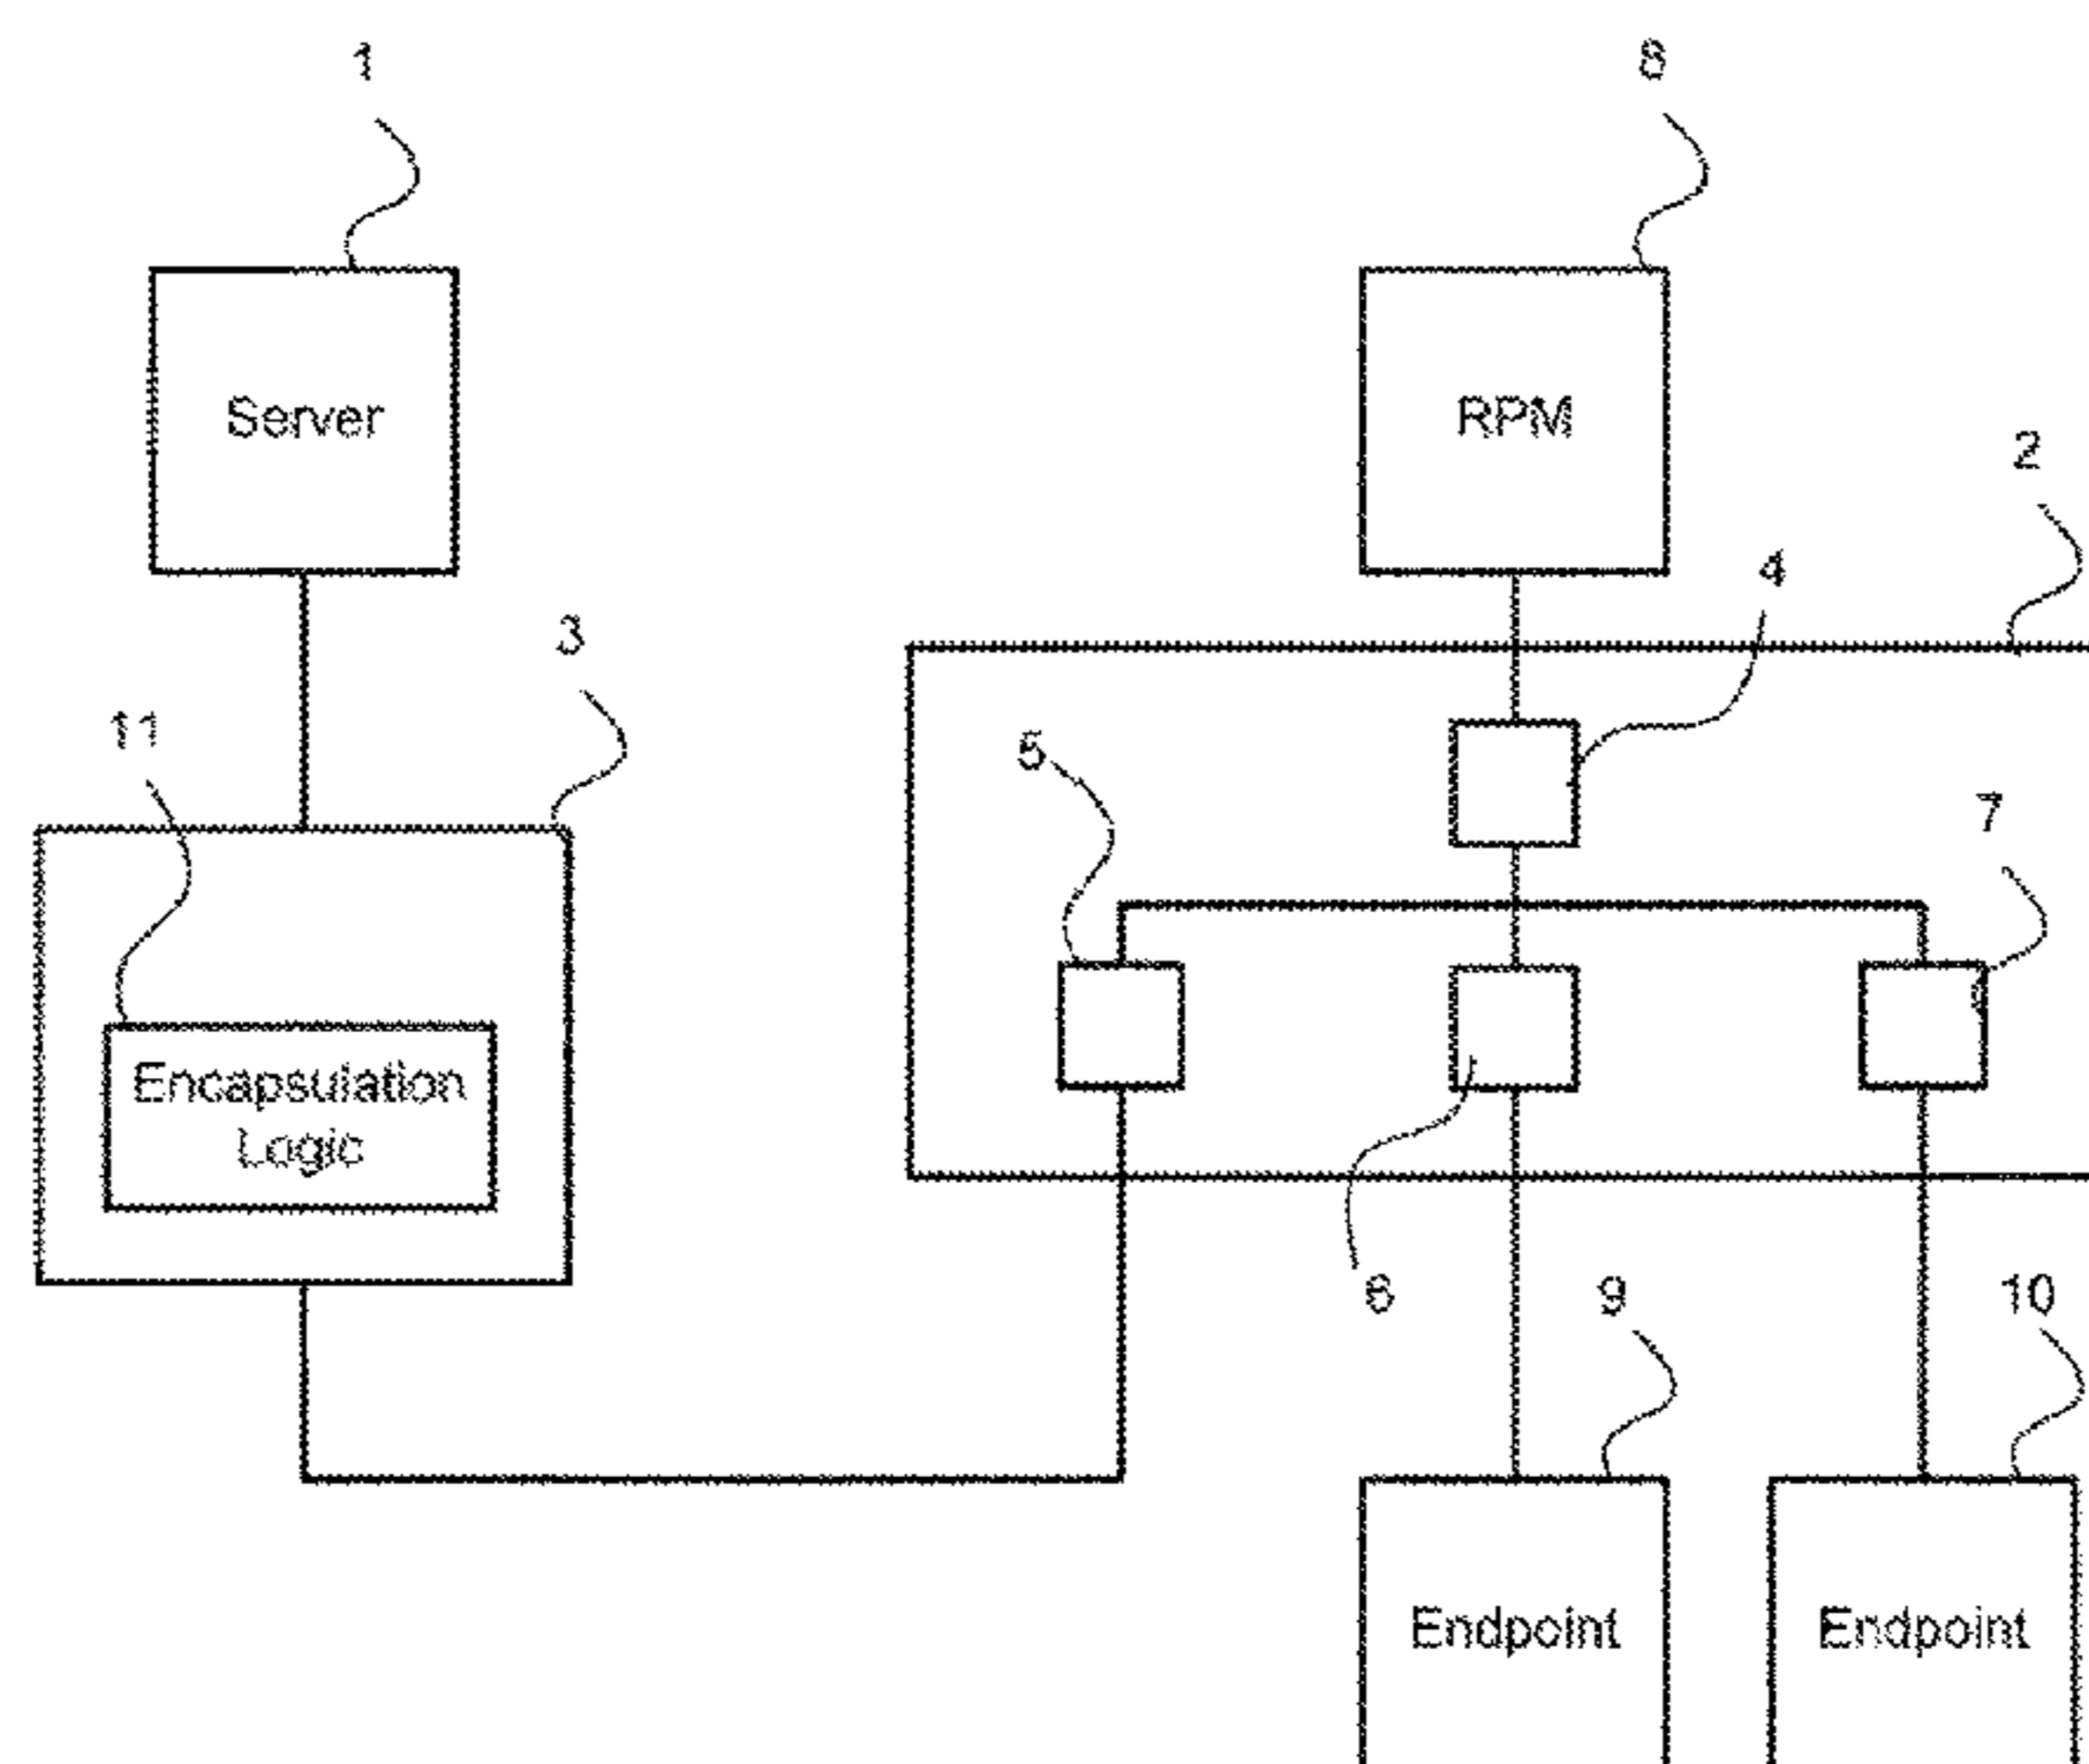 1
8
Server
RPM
2
4
3
11
5
7
Encapsulation
Logic
6
9
10
Endpoint
Endpoint